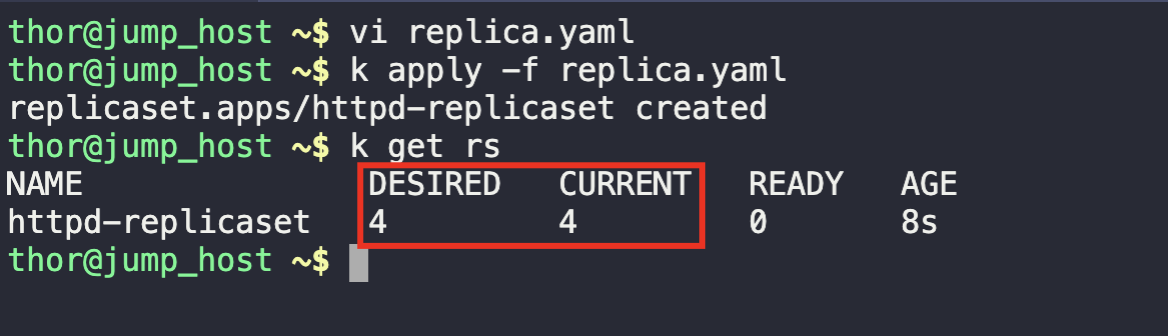 thor@jump_host ~$ vi replica.yaml
thor@jump_host ~$ k apply -f replica.yaml
replicaset.apps/httpd-replicaset created
thor@jump_host ~$ k get rs
NAME DESIRED CURRENT READY AGE
httpd-replicaset 4 4 0 8s
thor@jump_host ~$